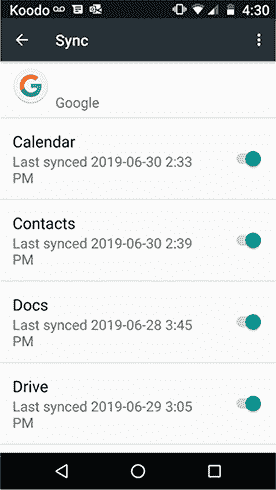 Koodo 4:30
Sync
Google
Calendar
Last synced 2019-06-30 2:33
PM
Contacts
Last synced 2019-06-30 2:39
PM
Docs
Last synced 2019-06-28 3:45
PM
Drive
Last synced 2019-06-29 3:05
PM